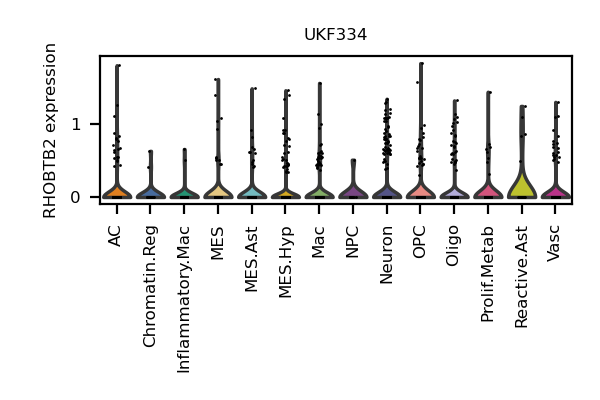 UKF334
RHOBTB2 expression
1
0
AC
Chromatin.Reg
Inflammatory.Mac
MES
MES.Ast
MES.Hyp
Mac
NPC
Neuron
OPC
Oligo
Prolif.Metab
Reactive.Ast
Vasc